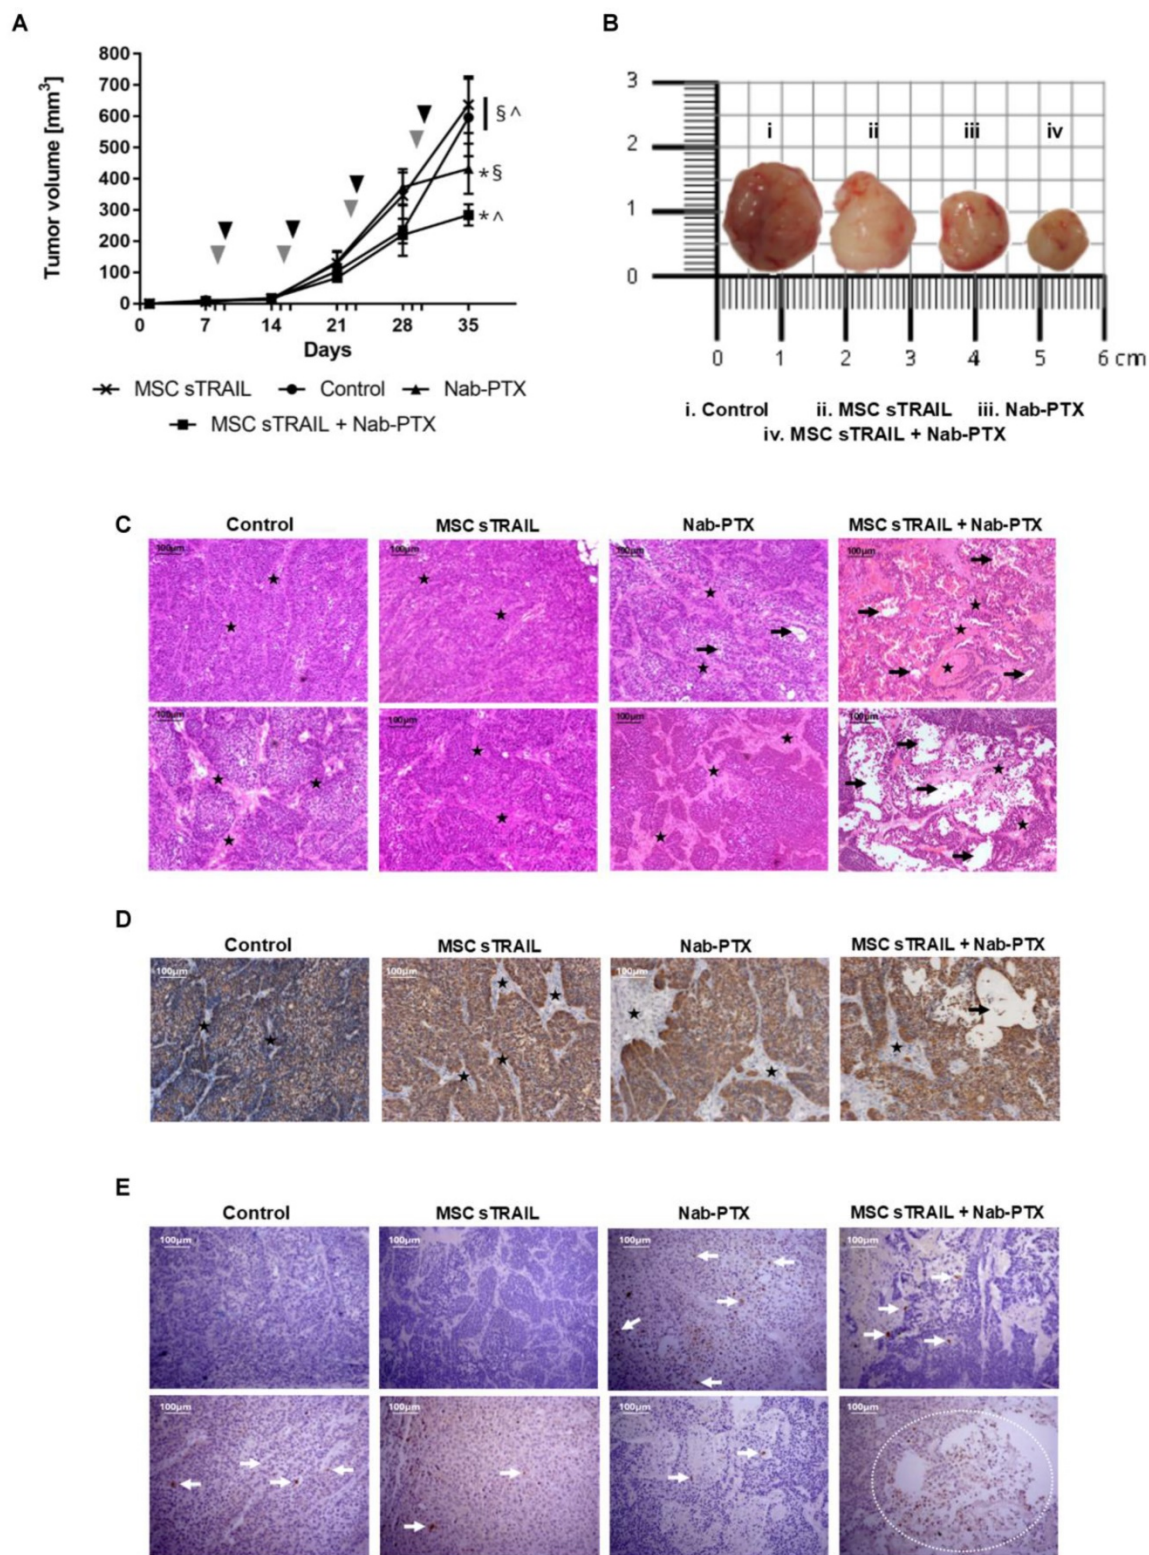 A
B
800
700
600
500
400
300
200
100
0
Tumor volume [mm³]
§ ^
*§
*^
0 7 14 21 28 35
Days
MSC sTRAIL Control Nab-PTX
MSC sTRAIL + Nab-PTX
3
2
1
0
i ii iii iv
0 1 2 3 4 5 6 cm
i. Control ii. MSC sTRAIL iii. Nab-PTX
iv. MSC sTRAIL + Nab-PTX
C
Control MSC sTRAIL Nab-PTX MSC sTRAIL + Nab-PTX
100µm 100µm 100µm 100µm
100µm 100µm 100µm 100µm
D
Control MSC sTRAIL Nab-PTX MSC sTRAIL + Nab-PTX
100µm 100µm 100µm 100µm
E
Control MSC sTRAIL Nab-PTX MSC sTRAIL + Nab-PTX
100µm 100µm 100µm 100µm
100µm 100µm 100µm 100µm